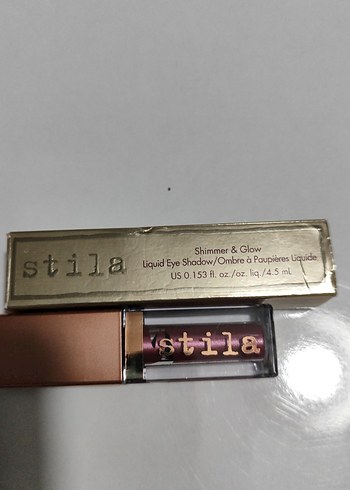 stila
Shimmer & Glow
Liquid Eye Shadow/Ombre à Paupières Liquide
US 0.153 fl. oz./oz. liq./4.5 mL
stila